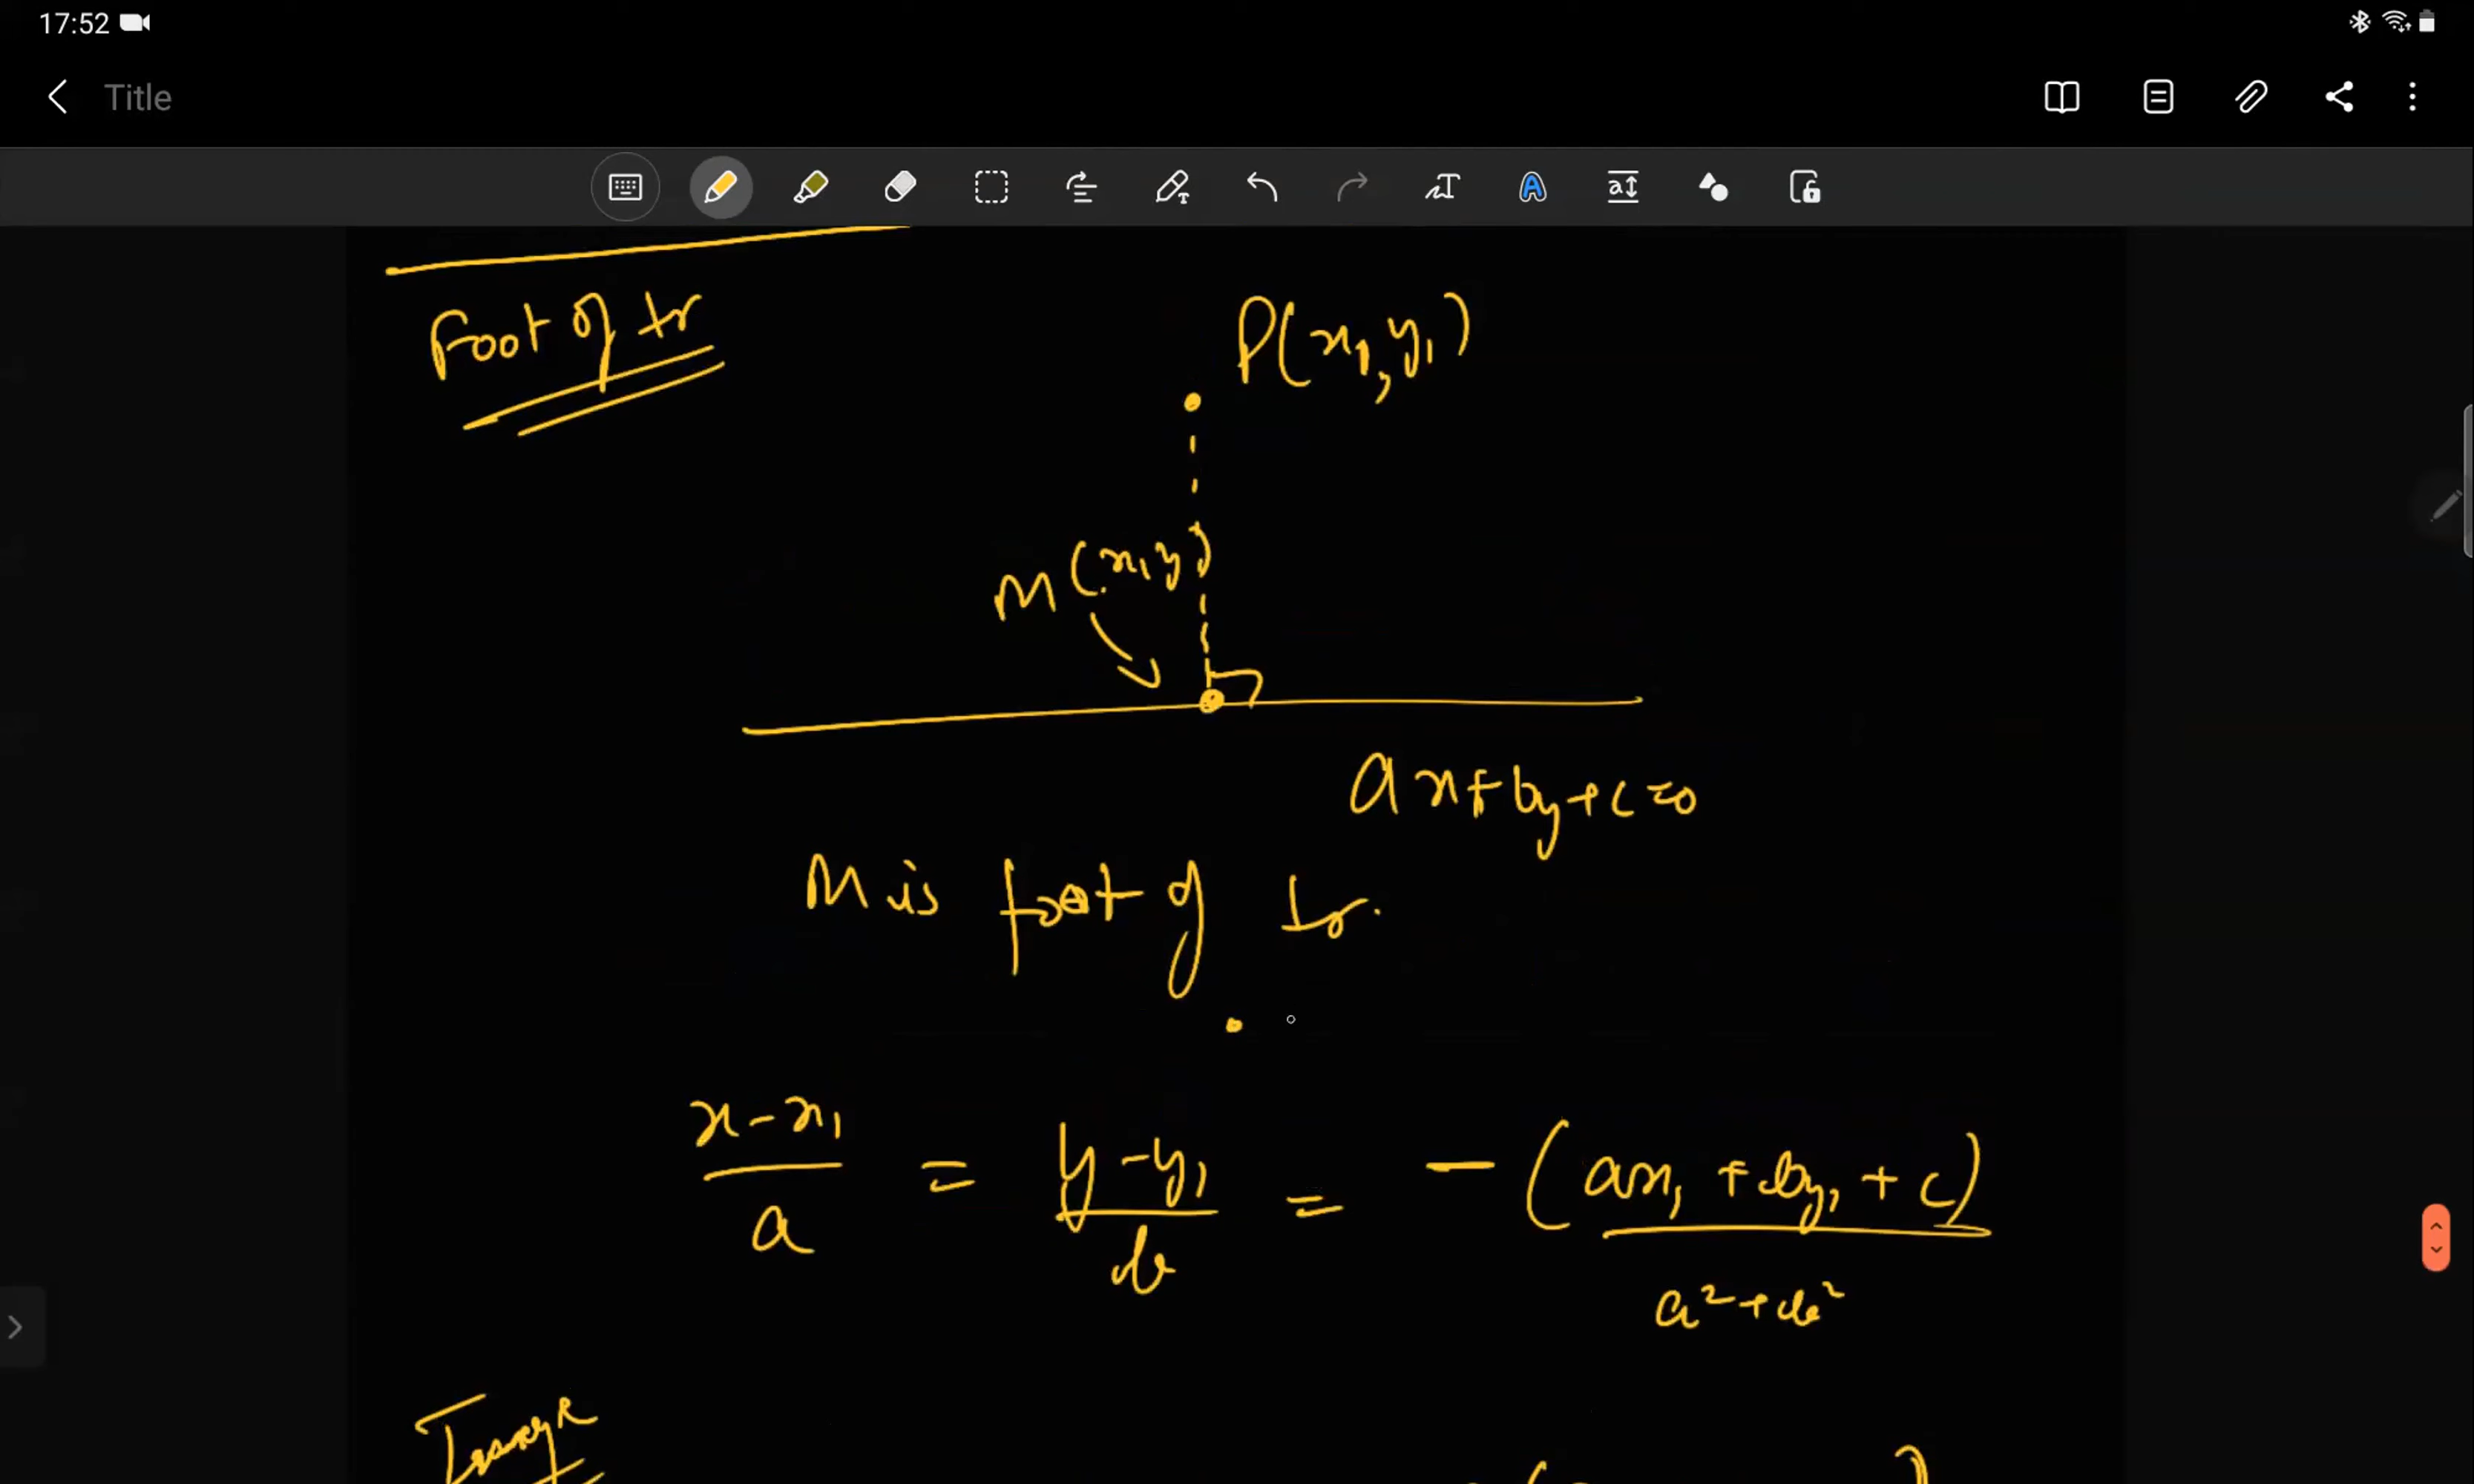 17:52
Title
Foot of ⊥r
P(x₁, y₁)
M(x, y)
ax + by + c = 0
M is foot of ⊥r.
(x - x₁)/a = (y - y₁)/b = -(ax₁ + by₁ + c)/(a² + b²)
Image